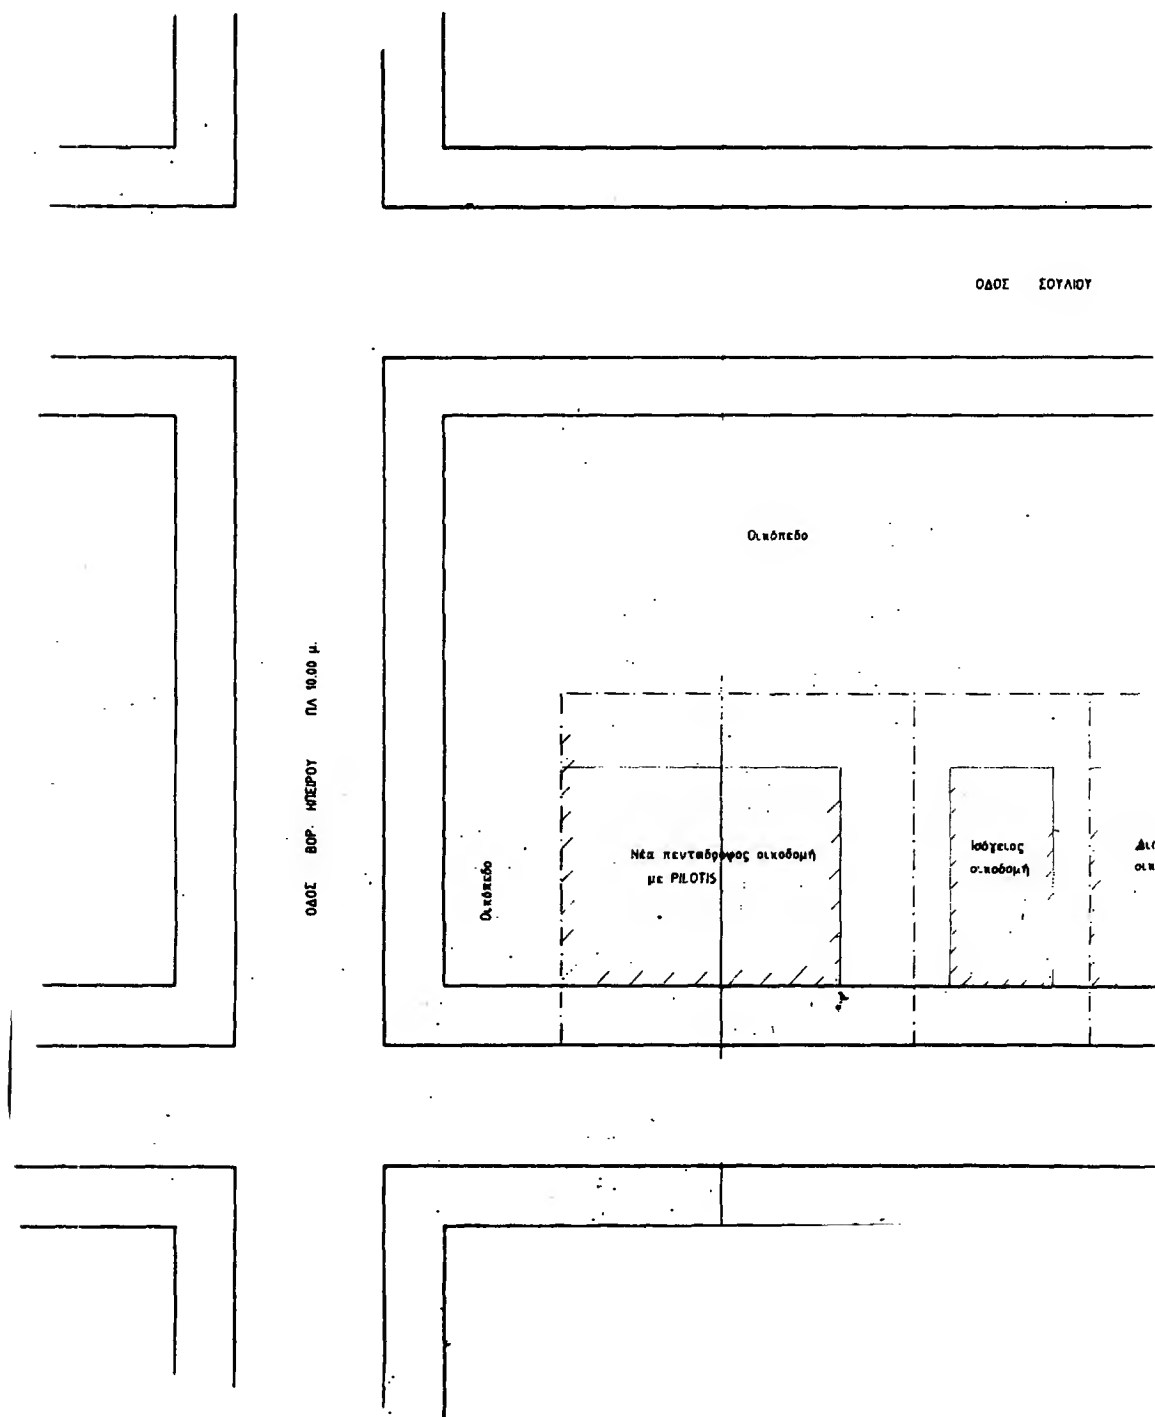 ΟΔΟΣ ΣΟΥΛΙΟΥ
Οικόπεδο
ΟΔΟΣ ΒΟΡ. ΗΠΕΙΡΟΥ ΠΛ 10.00 μ.
Οικόπεδο
Νέα πενταόροφος οικοδομή
με PILOTIS
Ισόγειος
οικοδομή